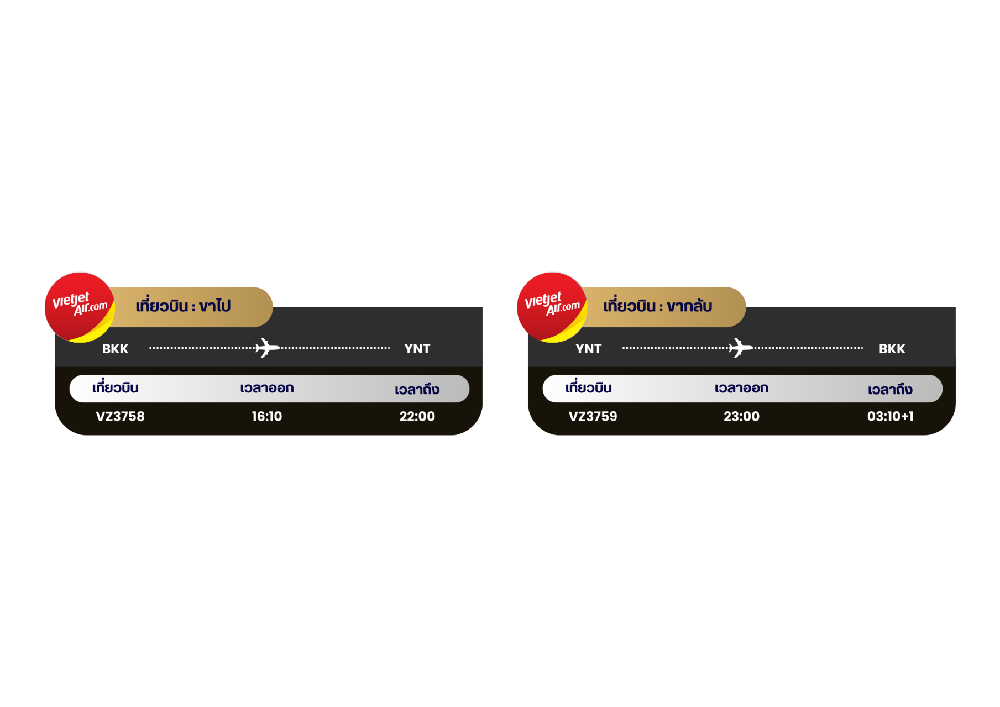 vietjet
Air.com
เที่ยวบิน : ขาไป
BKK
YNT
เที่ยวบิน
เวลาออก
เวลาถึง
VZ3758
16:10
22:00
vietjet
Air.com
เที่ยวบิน : ขากลับ
YNT
BKK
เที่ยวบิน
เวลาออก
เวลาถึง
VZ3759
23:00
03:10+1